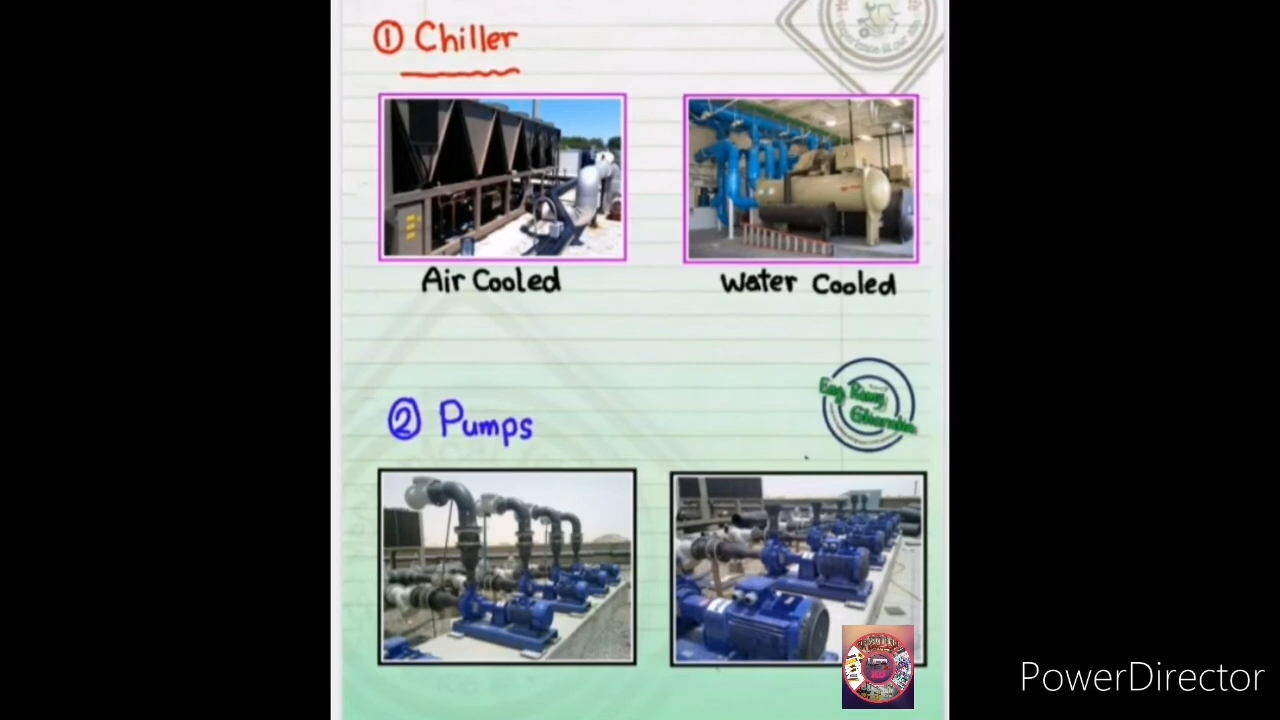 ① Chiller
Air Cooled
Water Cooled
② Pumps
PowerDirector